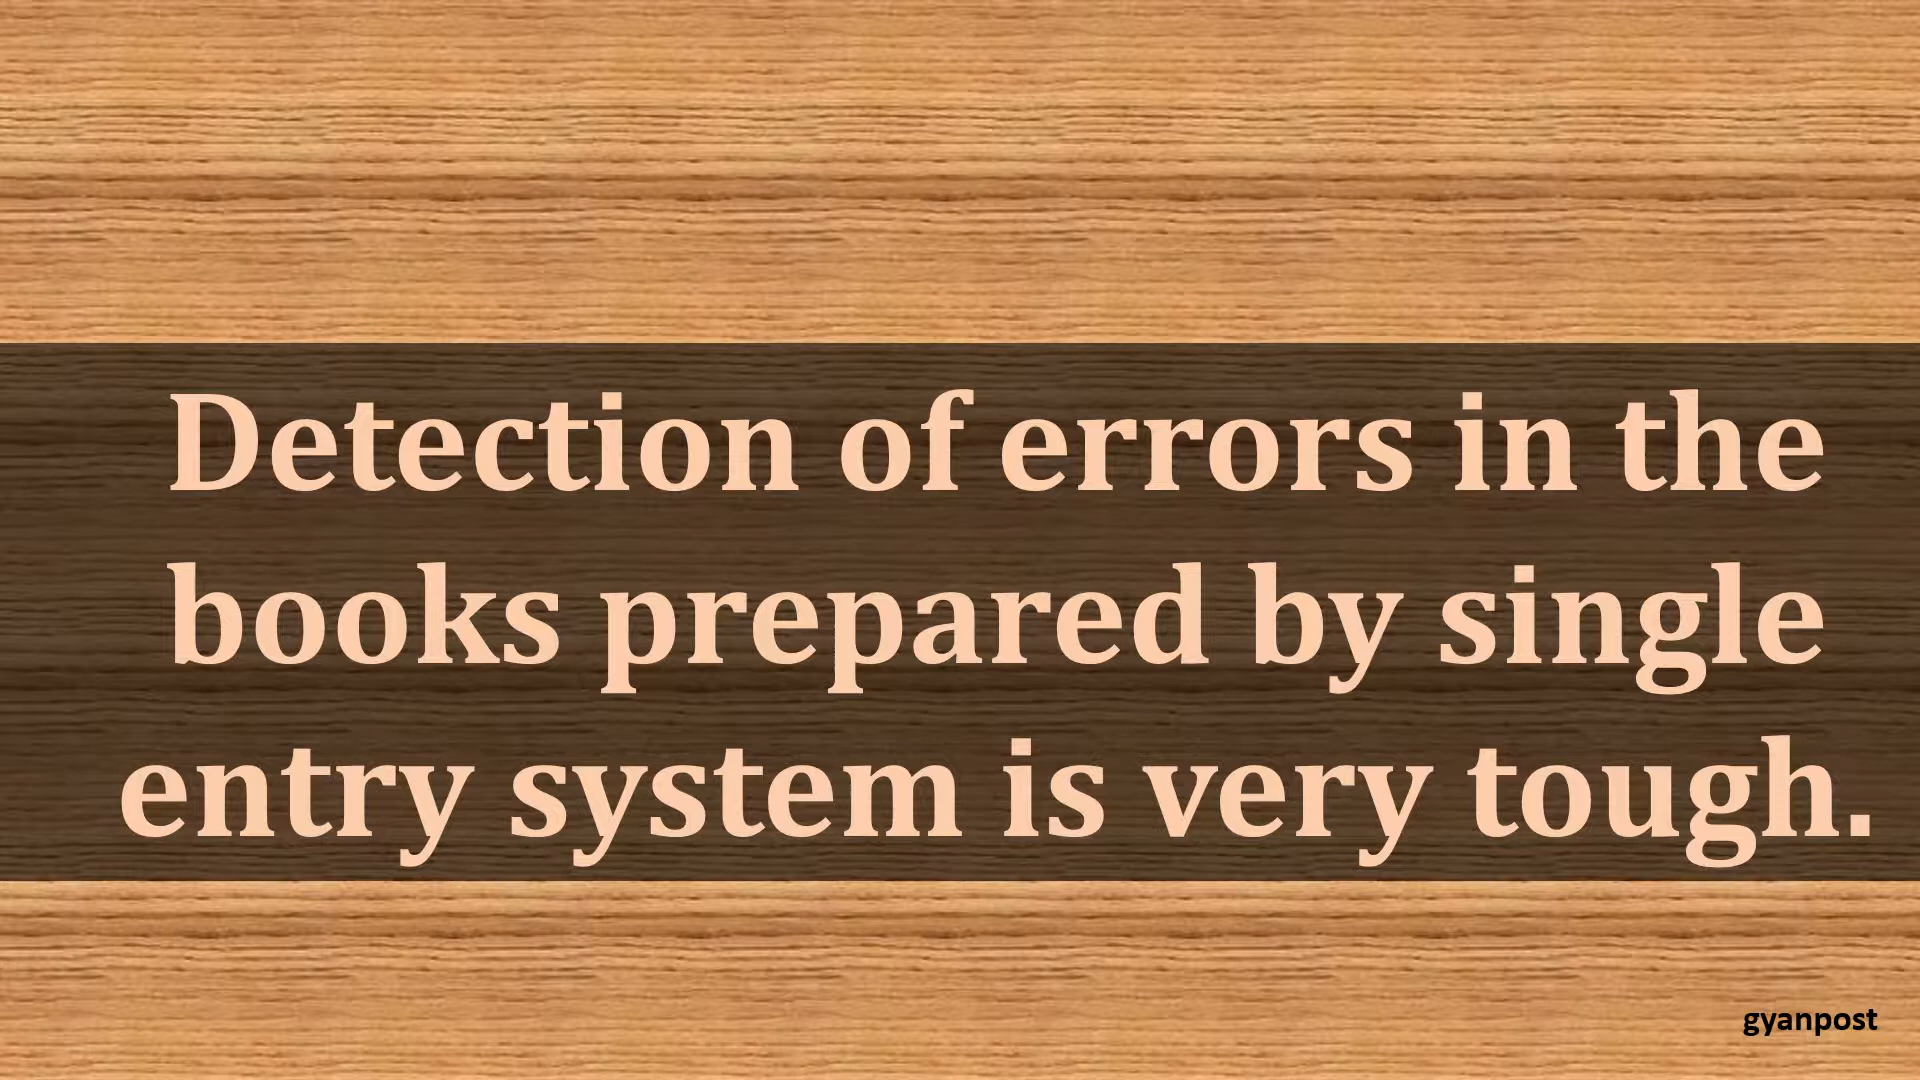 Detection of errors in the
books prepared by single
entry system is very tough.
gyanpost